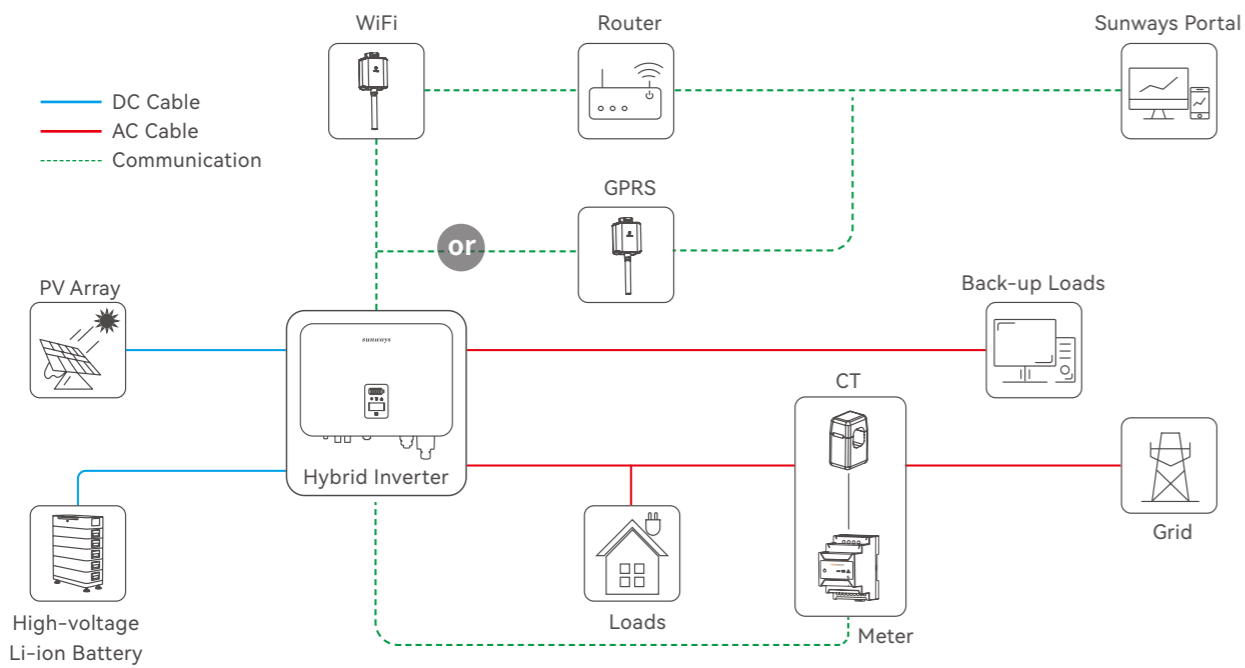 WiFi
Router
Sunways Portal
DC Cable
AC Cable
Communication
GPRS
or
PV Array
Back-up Loads
sunways
CT
Hybrid Inverter
Grid
High-voltage
Li-ion Battery
Loads
Meter